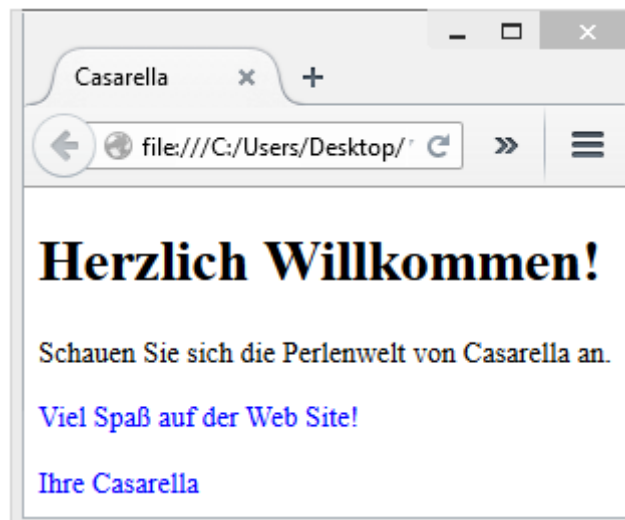 Casarella
file:///C:/Users/Desktop/
Herzlich Willkommen!
Schauen Sie sich die Perlenwelt von Casarella an.
Viel Spaß auf der Web Site!
Ihre Casarella